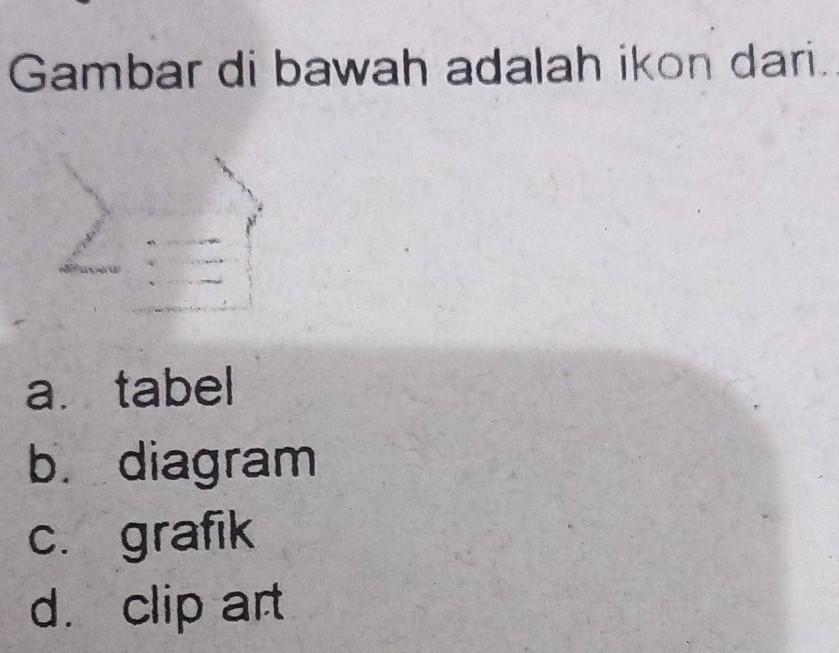 Gambar di bawah adalah ikon dari..
a. tabel
b. diagram
c. grafik
d. clip art